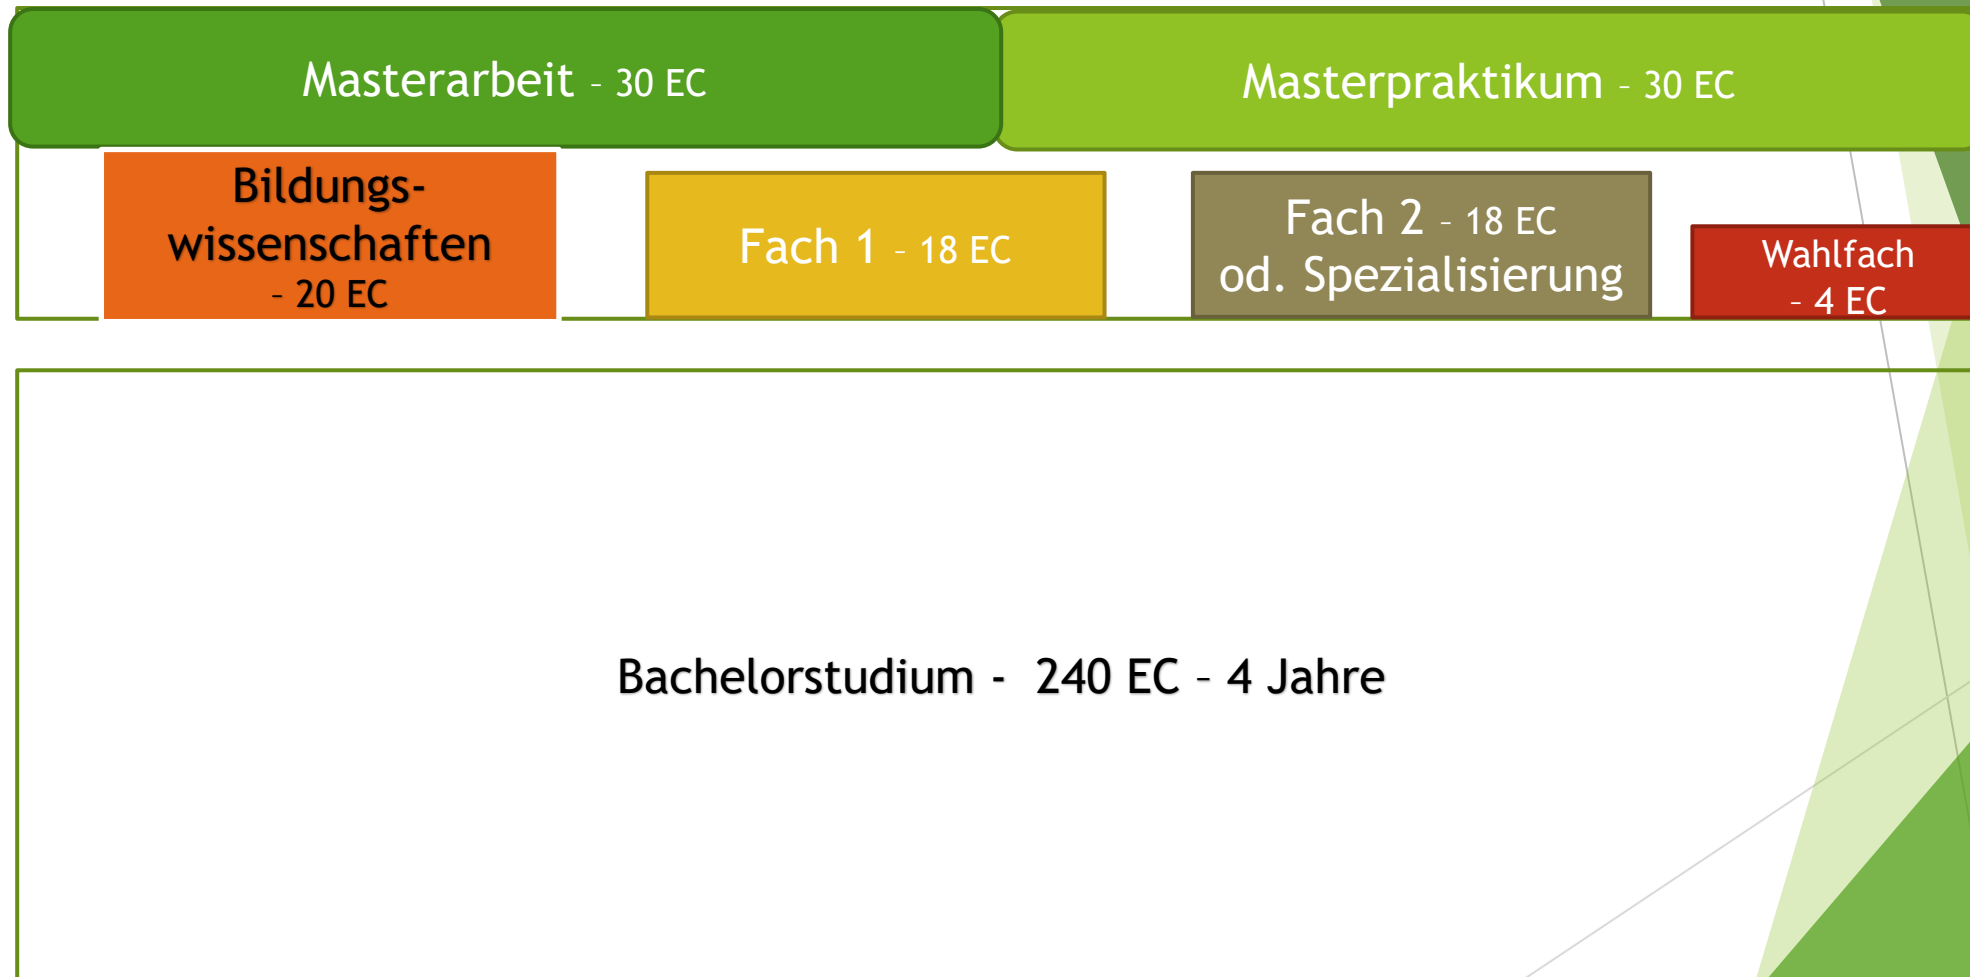 Masterarbeit – 30 EC
Masterpraktikum – 30 EC
Bildungs-
wissenschaften
– 20 EC
Fach 1 – 18 EC
Fach 2 – 18 EC
od. Spezialisierung
Wahlfach
– 4 EC
Bachelorstudium - 240 EC – 4 Jahre